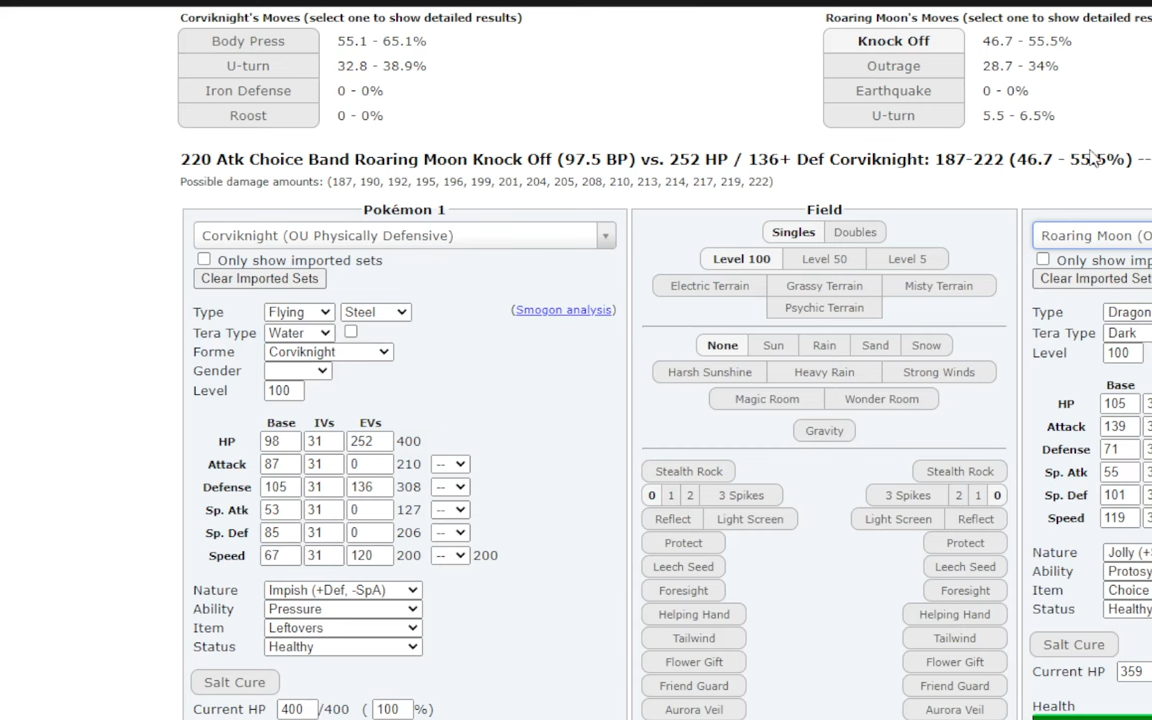 Corviknight's Moves (select one to show detailed results)
Roaring Moon's Moves (select one to show detailed res
Body Press 55.1 - 65.1%
Knock Off 46.7 - 55.5%
U-turn 32.8 - 38.9%
Outrage 28.7 - 34%
Iron Defense 0 - 0%
Earthquake 0 - 0%
Roost 0 - 0%
U-turn 5.5 - 6.5%
220 Atk Choice Band Roaring Moon Knock Off (97.5 BP) vs. 252 HP / 136+ Def Corviknight: 187-222 (46.7 - 55.5%) --
Possible damage amounts: (187, 190, 192, 195, 196, 199, 201, 204, 205, 208, 210, 213, 214, 217, 219, 222)
Pokémon 1
Corviknight (OU Physically Defensive)
Only show imported sets
Clear Imported Sets
Type Flying Steel (Smogon analysis)
Tera Type Water
Forme Corviknight
Gender
Level 100
Base IVs EVs
HP 98 31 252 400
Attack 87 31 0 210 --
Defense 105 31 136 308 --
Sp. Atk 53 31 0 127 --
Sp. Def 85 31 0 206 --
Speed 67 31 120 200 -- 200
Nature Impish (+Def, -SpA)
Ability Pressure
Item Leftovers
Status Healthy
Salt Cure
Current HP 400 /400 ( 100 %)
Field
Singles Doubles
Level 100 Level 50 Level 5
Electric Terrain Grassy Terrain Misty Terrain
Psychic Terrain
None Sun Rain Sand Snow
Harsh Sunshine Heavy Rain Strong Winds
Magic Room Wonder Room
Gravity
Stealth Rock Stealth Rock
0 1 2 3 Spikes 3 Spikes 2 1 0
Reflect Light Screen Light Screen Reflect
Protect Protect
Leech Seed Leech Seed
Foresight Foresight
Helping Hand Helping Hand
Tailwind Tailwind
Flower Gift Flower Gift
Friend Guard Friend Guard
Aurora Veil Aurora Veil
Roaring Moon (O
Only show imp
Clear Imported Set
Type Dragon
Tera Type Dark
Level 100
Base
HP 105 3
Attack 139 3
Defense 71 3
Sp. Atk 55 3
Sp. Def 101 3
Speed 119 3
Nature Jolly (+
Ability Protosy
Item Choice
Status Healthy
Salt Cure
Current HP 359
Health